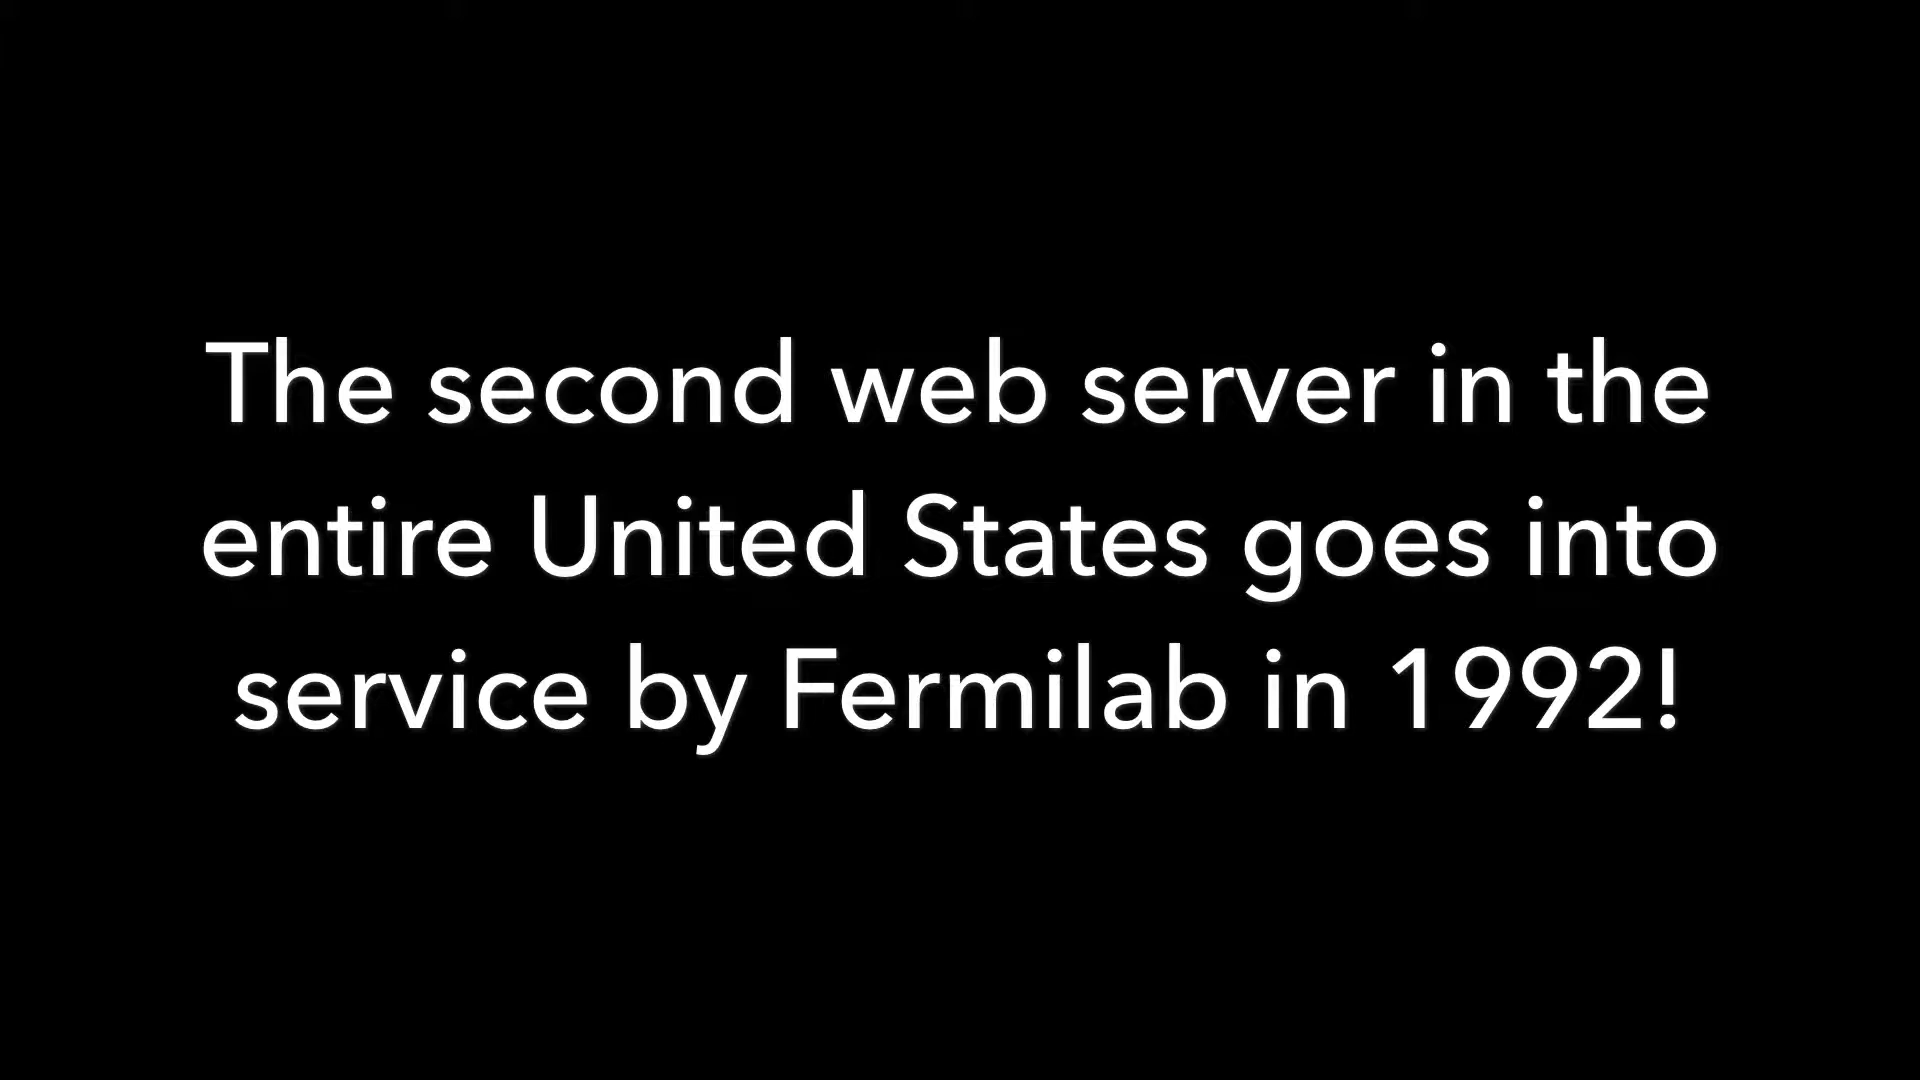 The second web server in the
entire United States goes into
service by Fermilab in 1992!